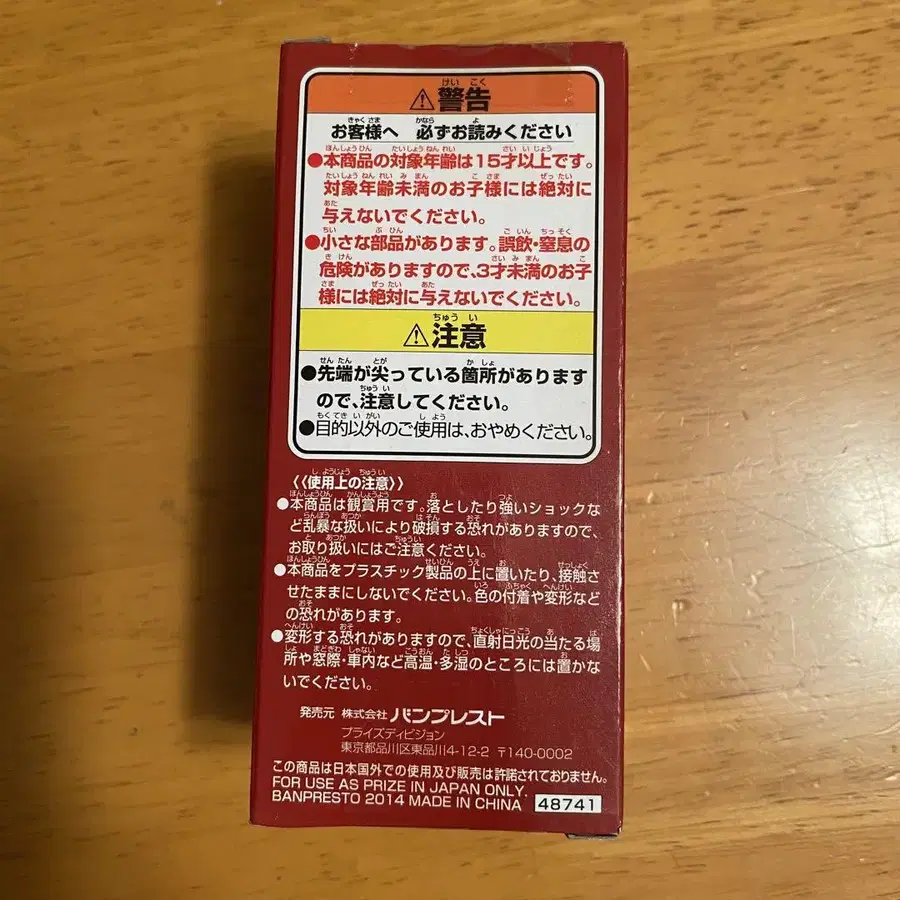 ⚠警告
お客様へ 必ずお読みください
●本商品の対象年齢は15才以上です。
対象年齢未満のお子様には絶対に
与えないでください。
●小さな部品があります。誤飲・窒息の
危険がありますので、3才未満のお子
様には絶対に与えないでください。
⚠注意
●先端が尖っている箇所があります
ので、注意してください。
●目的以外のご使用は、おやめください。
〈〈使用上の注意〉〉
●本商品は観賞用です。落としたり強いショックな
ど乱暴な扱いにより破損する恐れがありますので、
お取り扱いにはご注意ください。
●本商品をプラスチック製品の上に置いたり、接触さ
せたままにしないでください。色の付着や変形など
の恐れがあります。
●変形する恐れがありますので、直射日光の当たる場
所や窓際・車内など高温・多湿のところには置かな
いでください。
発売元 株式会社 バンプレスト
プライズディビジョン
東京都品川区東品川4-12-2 〒140-0002
この商品は日本国外での使用及び販売は許諾されておりません。
FOR USE AS PRIZE IN JAPAN ONLY.
BANPRESTO 2014 MADE IN CHINA 48741